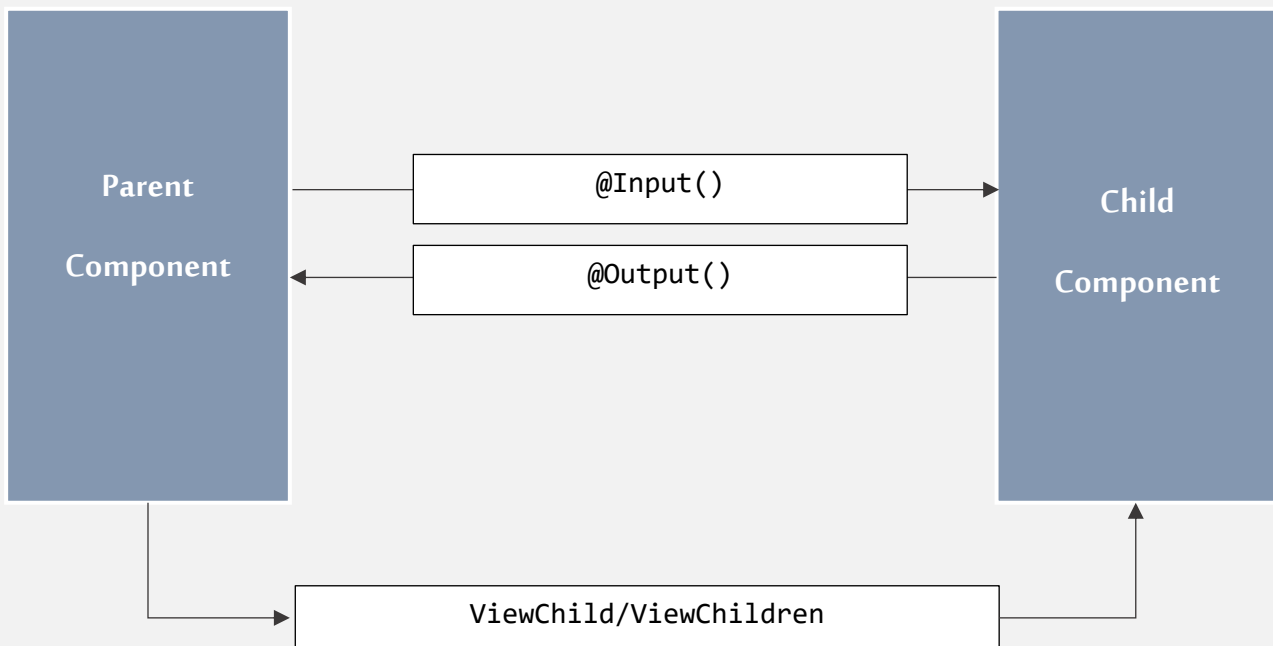 Parent
Component
@Input()
@Output()
Child
Component
ViewChild/ViewChildren